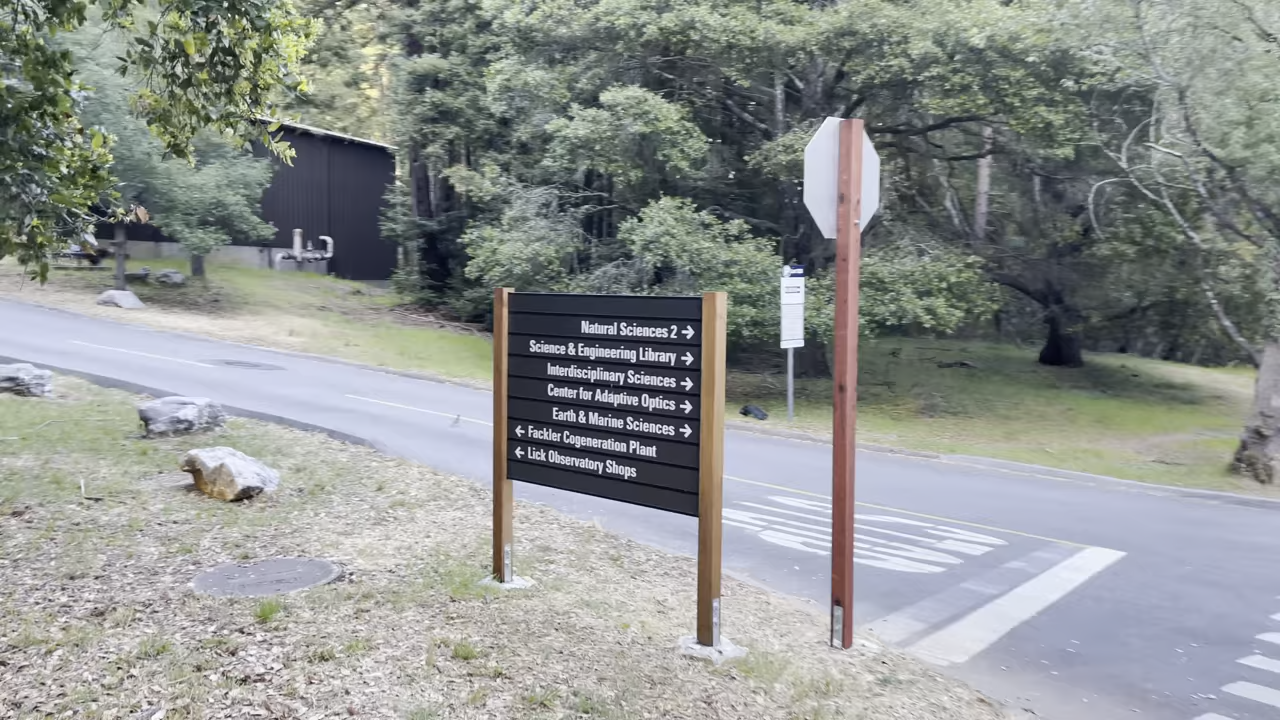 Natural Sciences 2 →
Science & Engineering Library →
Interdisciplinary Sciences →
Center for Adaptive Optics →
Earth & Marine Sciences →
← Fackler Cogeneration Plant
← Lick Observatory Shops